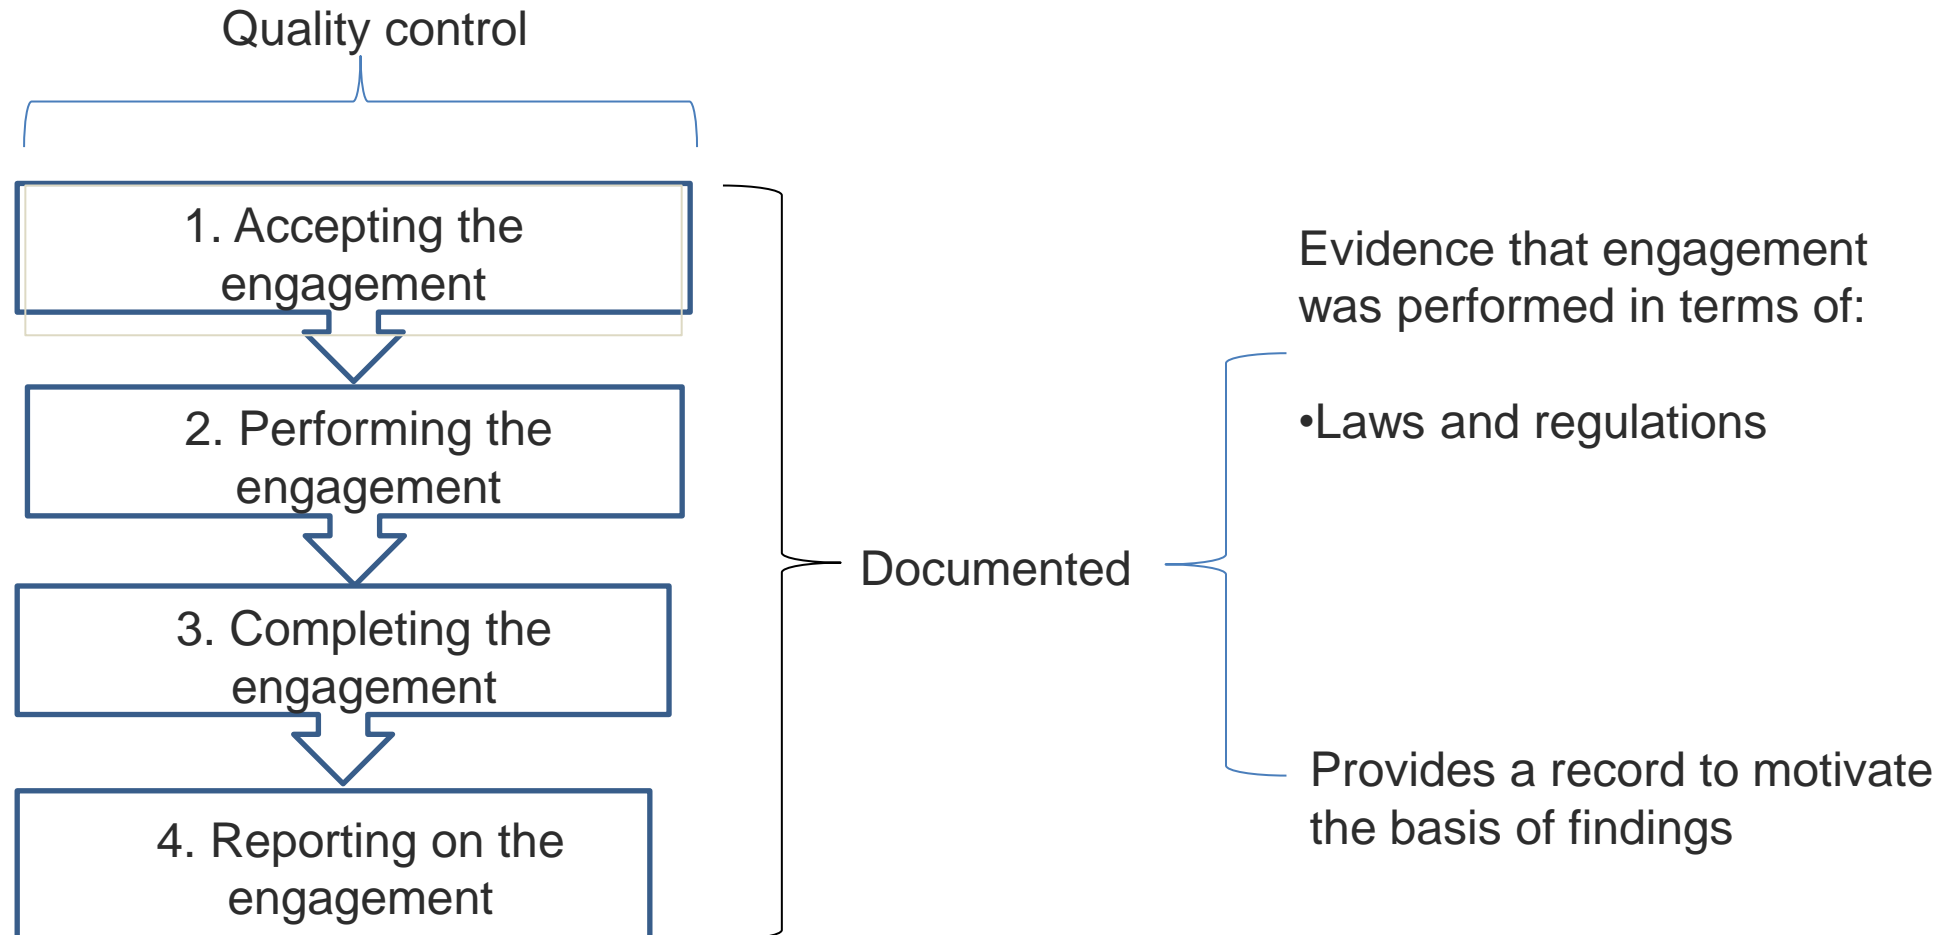 Quality control
1. Accepting the
engagement
2. Performing the
engagement
3. Completing the
engagement
4. Reporting on the
engagement
Documented
Evidence that engagement
was performed in terms of:
•Laws and regulations
Provides a record to motivate
the basis of findings